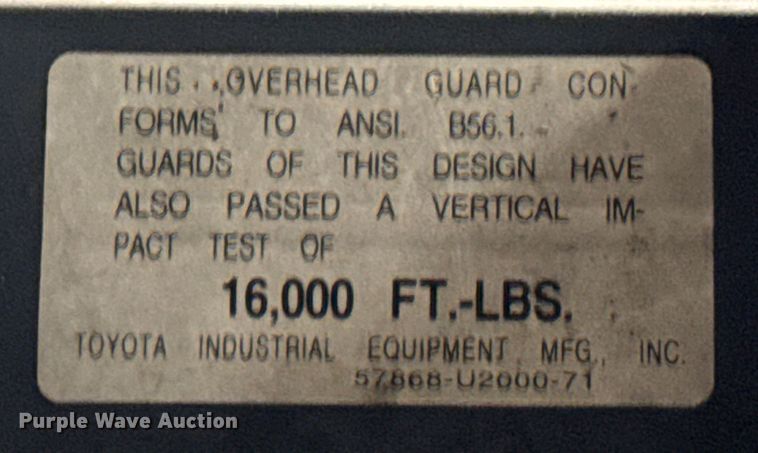 THIS OVERHEAD GUARD CON-
FORMS TO ANSI B56.1.
GUARDS OF THIS DESIGN HAVE
ALSO PASSED A VERTICAL IM-
PACT TEST OF
16,000 FT.-LBS.
TOYOTA INDUSTRIAL EQUIPMENT MFG., INC.
57868-U2000-71
Purple Wave Auction